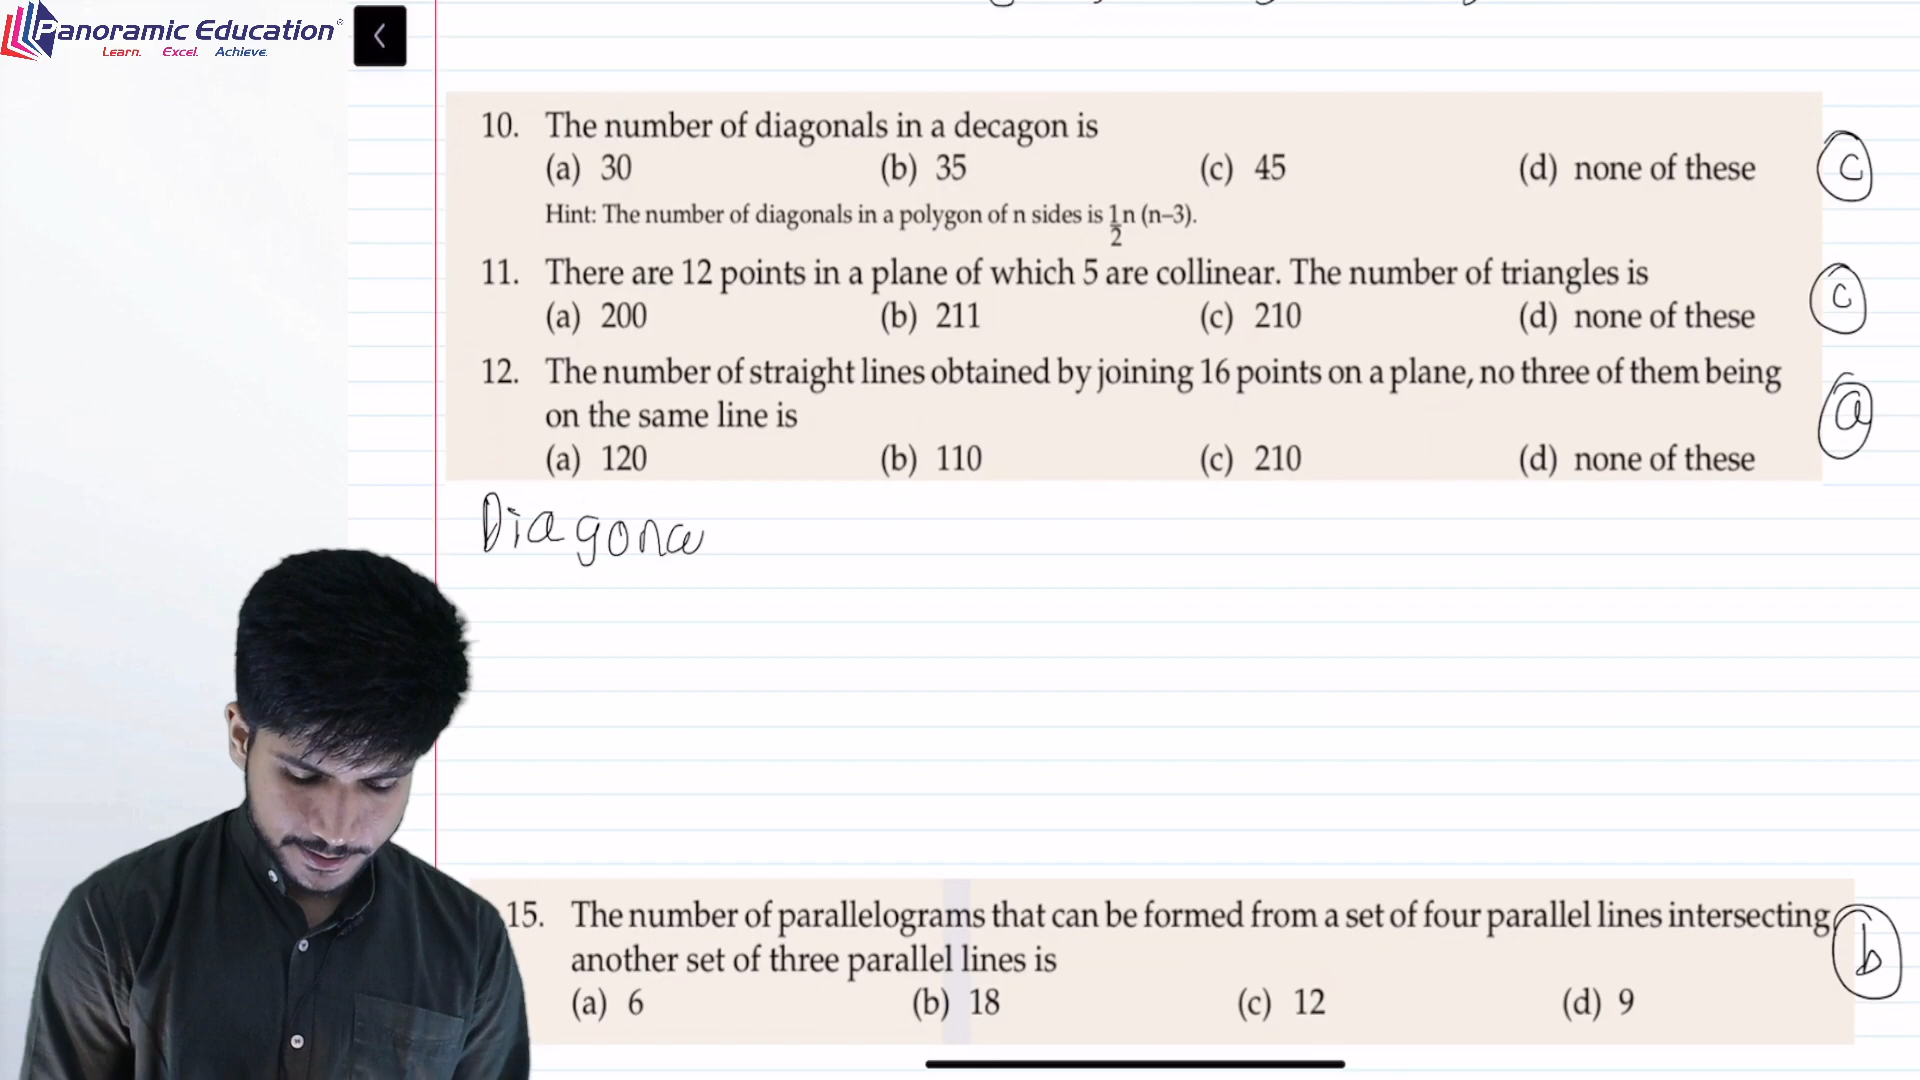 Panoramic Education®
Learn. Excel. Achieve.
10. The number of diagonals in a decagon is
(a) 30 (b) 35 (c) 45 (d) none of these
c
Hint: The number of diagonals in a polygon of n sides is 1/2 n (n–3).
11. There are 12 points in a plane of which 5 are collinear. The number of triangles is
(a) 200 (b) 211 (c) 210 (d) none of these
c
12. The number of straight lines obtained by joining 16 points on a plane, no three of them being
on the same line is
a
(a) 120 (b) 110 (c) 210 (d) none of these
Diagona
15. The number of parallelograms that can be formed from a set of four parallel lines intersecting
another set of three parallel lines is
b
(a) 6 (b) 18 (c) 12 (d) 9